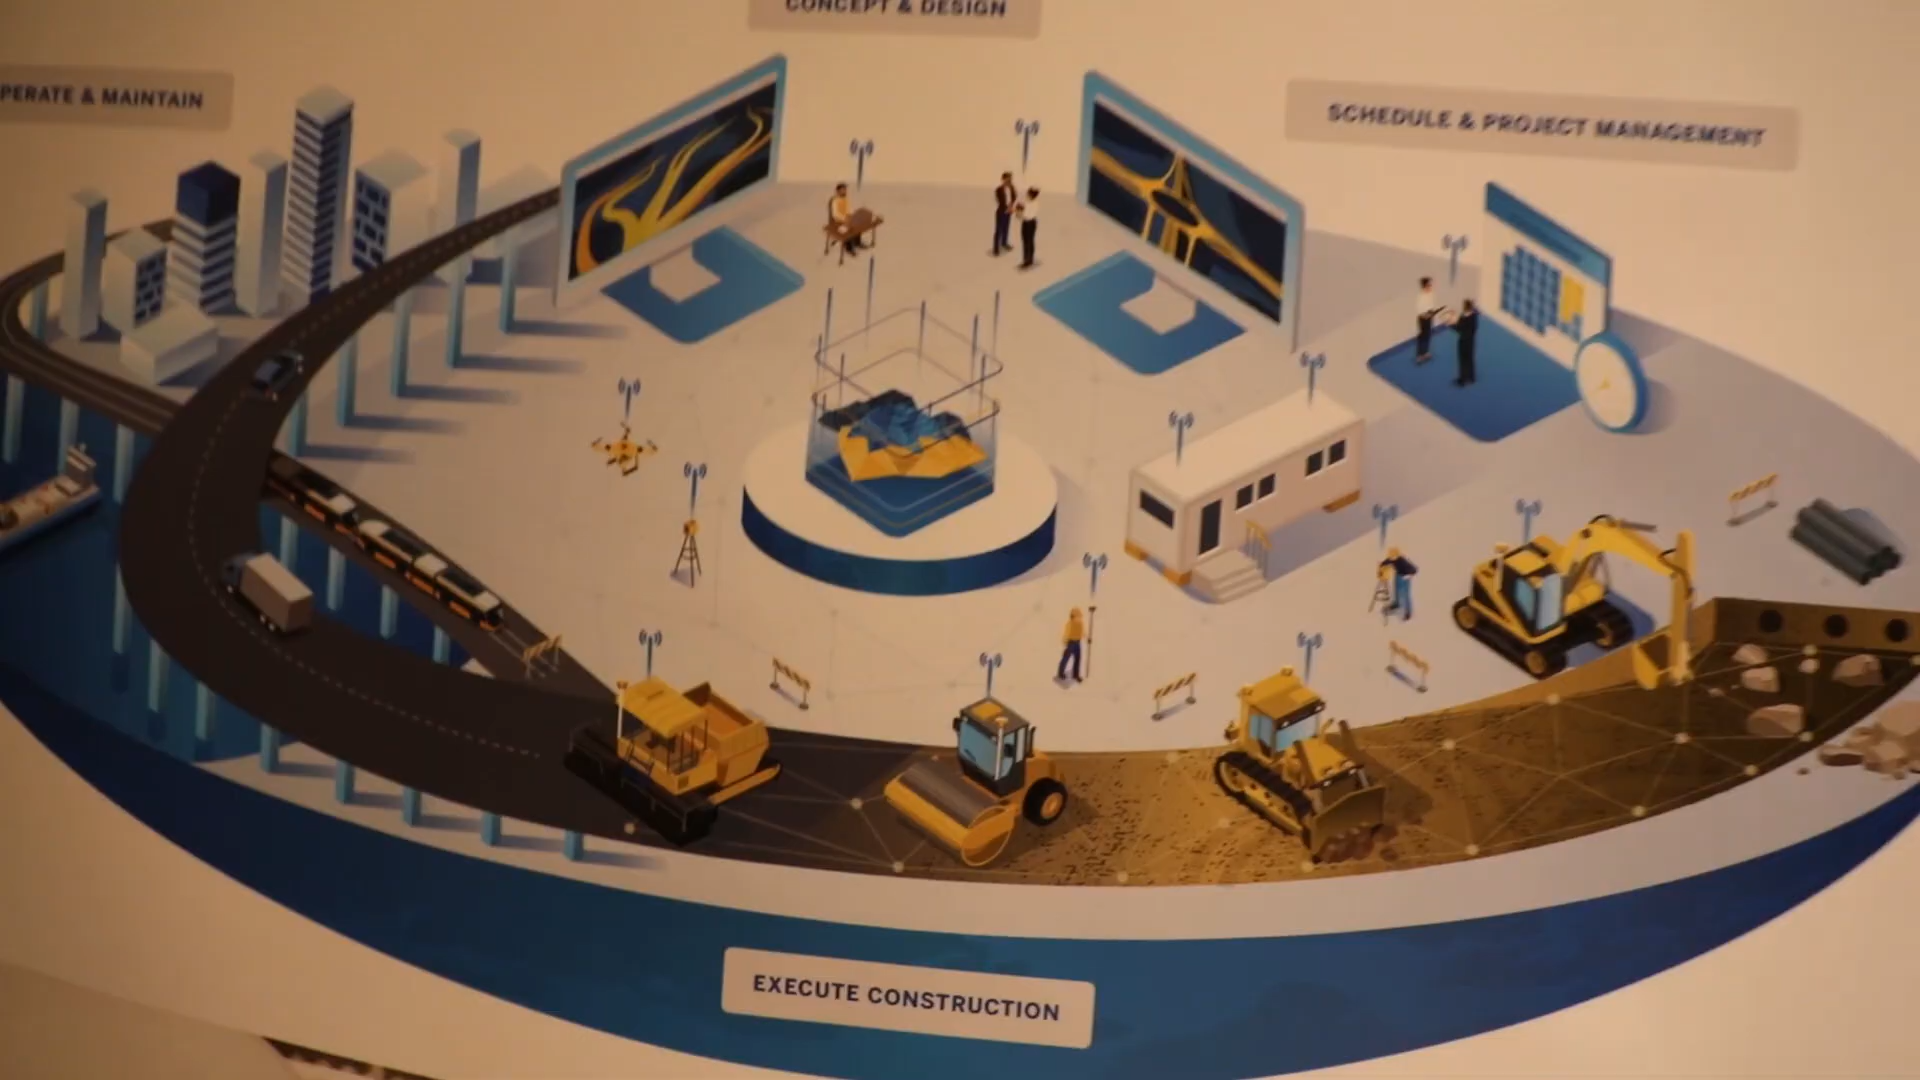 CONCEPT & DESIGN
PERATE & MAINTAIN
SCHEDULE & PROJECT MANAGEMENT
EXECUTE CONSTRUCTION